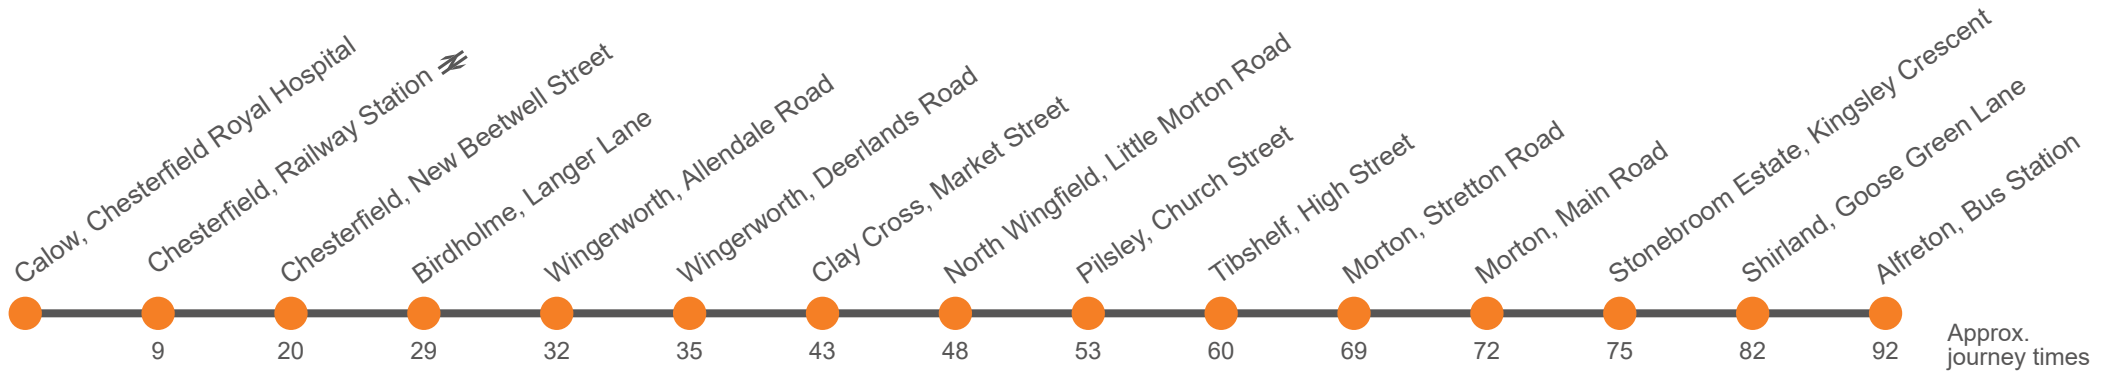 Calow, Chesterfield Royal Hospital
Chesterfield, Railway Station
Chesterfield, New Beetwell Street
Birdholme, Langer Lane
Wingerworth, Allendale Road
Wingerworth, Deerlands Road
Clay Cross, Market Street
North Wingfield, Little Morton Road
Pilsley, Church Street
Tibshelf, High Street
Morton, Stretton Road
Morton, Main Road
Stonebroom Estate, Kingsley Crescent
Shirland, Goose Green Lane
Alfreton, Bus Station
9 20 29 32 35 43 48 53 60 69 72 75 82 92
Approx.
journey times